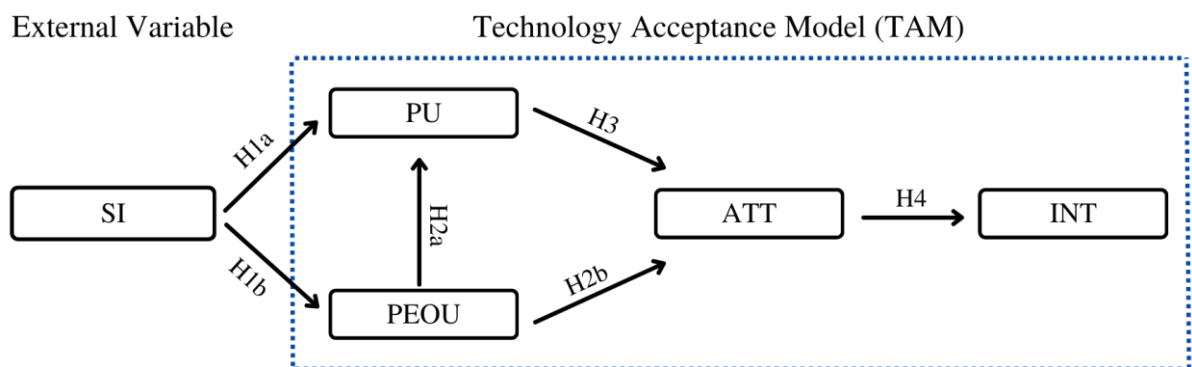 External Variable
Technology Acceptance Model (TAM)
PU
H3
H1a
SI
H2a
ATT
H4
INT
H1b
H2b
PEOU